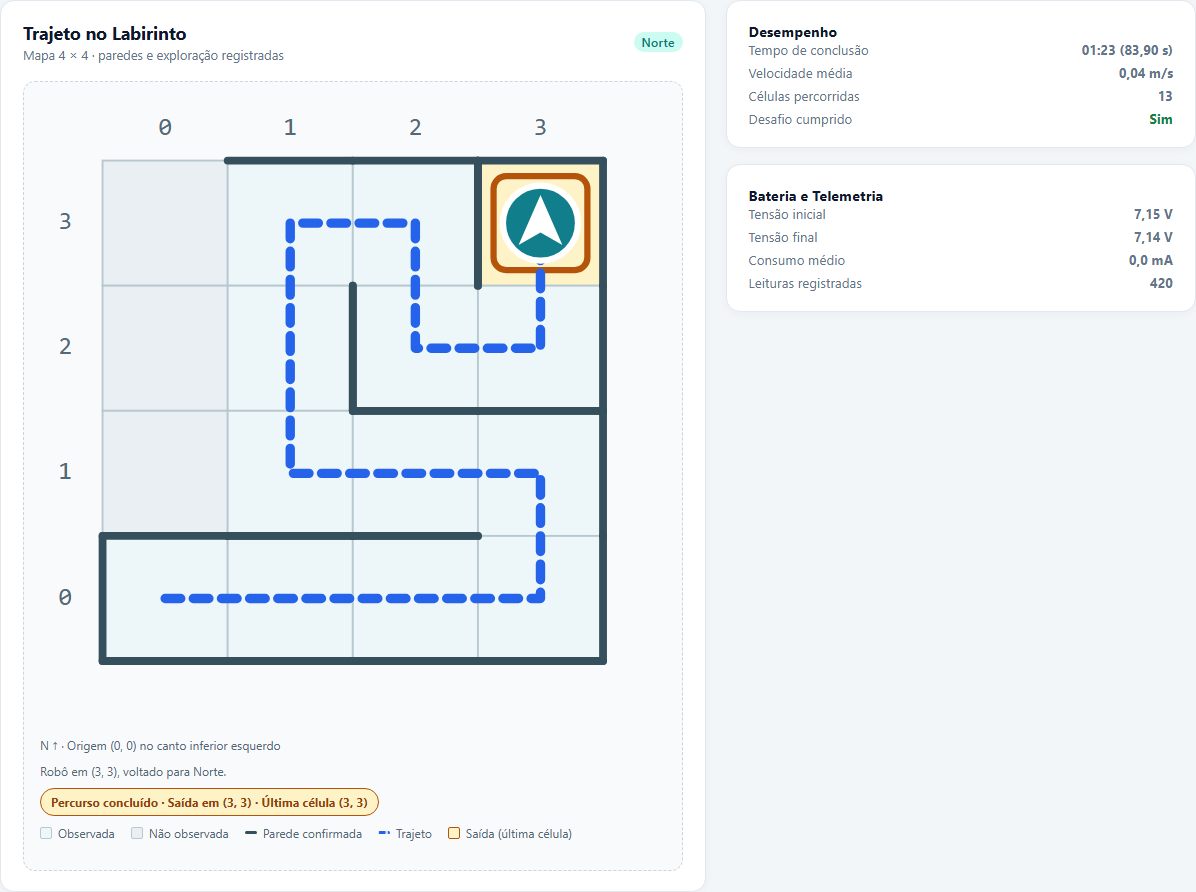 Trajeto no Labirinto
Mapa 4 × 4 · paredes e exploração registradas
Norte
0 1 2 3
3
2
1
0
N ↑ · Origem (0, 0) no canto inferior esquerdo
Robô em (3, 3), voltado para Norte.
Percurso concluído · Saída em (3, 3) · Última célula (3, 3)
Observada Não observada Parede confirmada Trajeto Saída (última célula)
Desempenho
Tempo de conclusão 01:23 (83,90 s)
Velocidade média 0,04 m/s
Células percorridas 13
Desafio cumprido Sim
Bateria e Telemetria
Tensão inicial 7,15 V
Tensão final 7,14 V
Consumo médio 0,0 mA
Leituras registradas 420